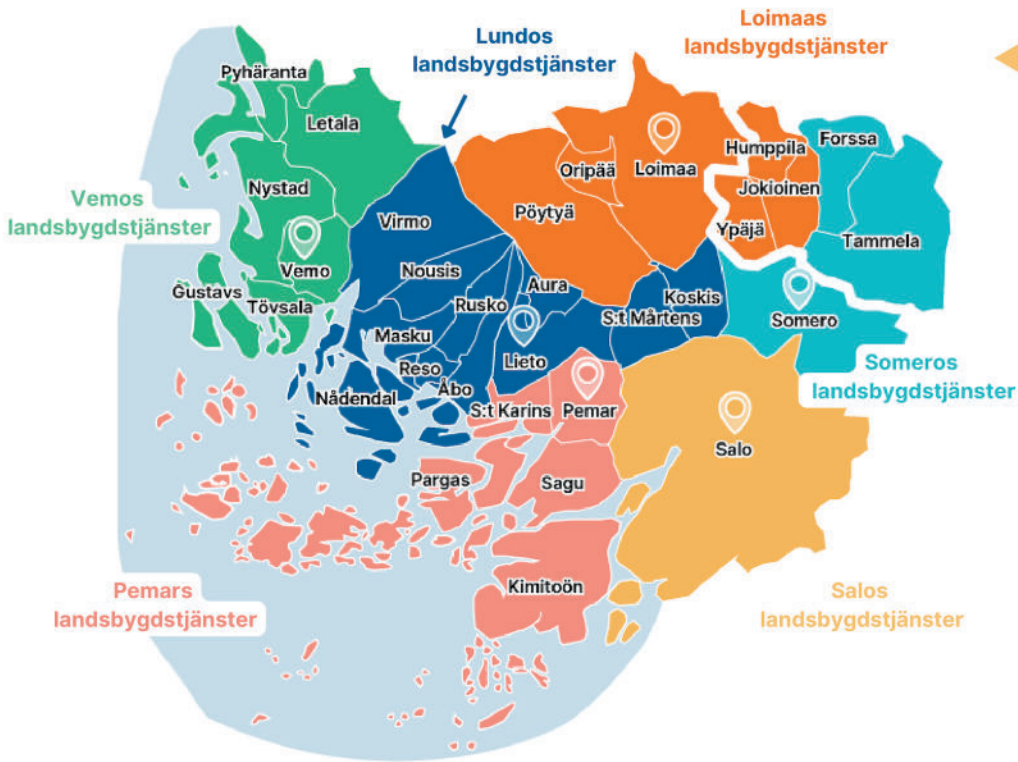 Loimaas
landsbygdstjänster
Lundos
landsbygdstjänster
Pyhäranta
Letala
Humppila
Forssa
Oripää
Loimaa
Jokioinen
Nystad
Vemos
landsbygdstjänster
Virmo
Pöytyä
Ypäjä
Tammela
Vemo
Nousis
Gustavs
Tövsala
Rusko
Aura
Koskis
S:t Mårtens
Somero
Masku
Lieto
Someros
landsbygdstjänster
Reso
Nådendal
Åbo
S:t Karins
Pemar
Salo
Pargas
Sagu
Kimitoön
Pemars
landsbygdstjänster
Salos
landsbygdstjänster